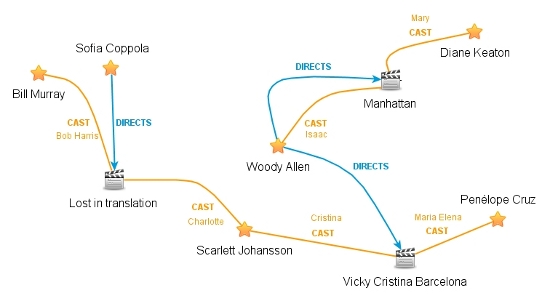 Mary
CAST
Diane Keaton
Sofia Coppola
Bill Murray
DIRECTS
Manhattan
CAST
Bob Harris
DIRECTS
CAST
Isaac
Woody Allen
DIRECTS
Lost in translation
Penélope Cruz
CAST
Charlotte
Cristina
CAST
Maria Elena
CAST
Scarlett Johansson
Vicky Cristina Barcelona